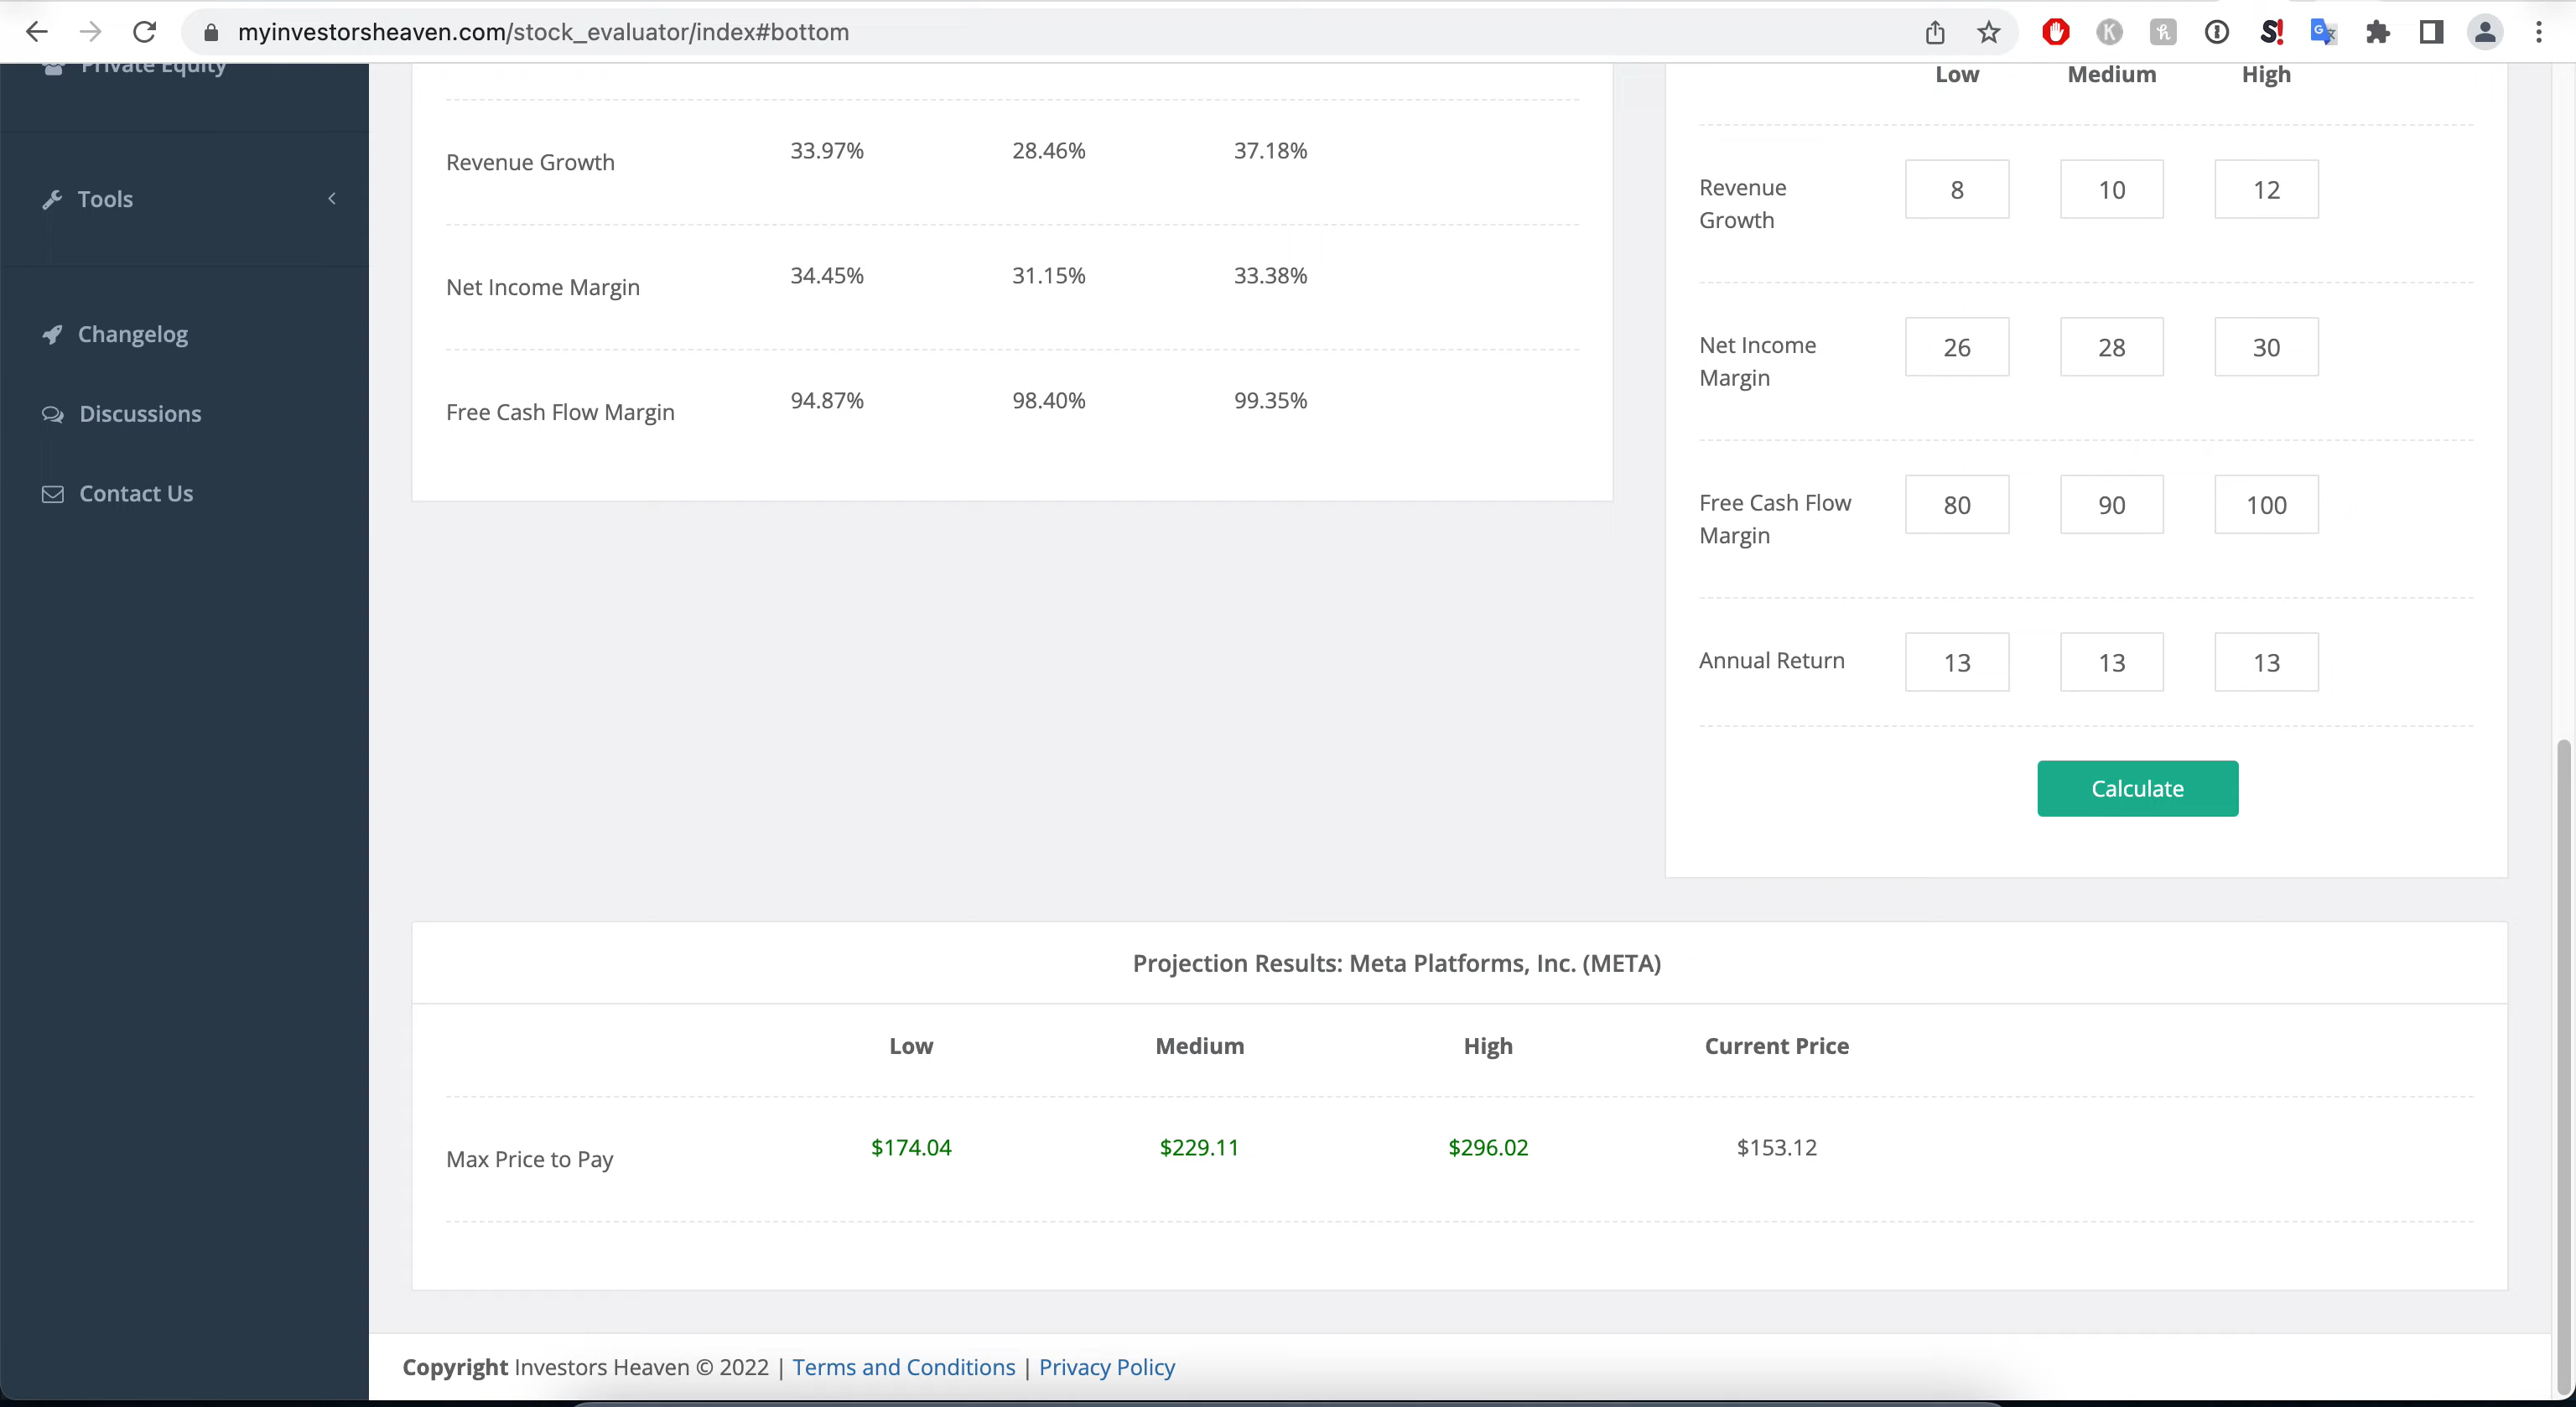 myinvestorsheaven.com/stock_evaluator/index#bottom
Private Equity
Tools
Changelog
Discussions
Contact Us
Revenue Growth 33.97% 28.46% 37.18%
Net Income Margin 34.45% 31.15% 33.38%
Free Cash Flow Margin 94.87% 98.40% 99.35%
Low Medium High
Revenue
Growth 8 10 12
Net Income
Margin 26 28 30
Free Cash Flow
Margin 80 90 100
Annual Return 13 13 13
Calculate
Projection Results: Meta Platforms, Inc. (META)
Low Medium High Current Price
Max Price to Pay $174.04 $229.11 $296.02 $153.12
Copyright Investors Heaven © 2022 | Terms and Conditions | Privacy Policy